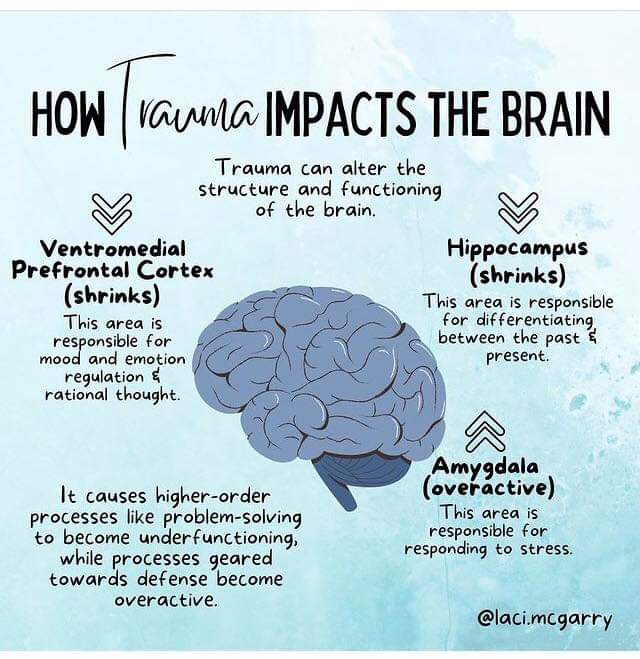 HOW Trauma IMPACTS THE BRAIN
Trauma can alter the
structure and functioning
of the brain.
Ventromedial
Prefrontal Cortex
(shrinks)
This area is
responsible for
mood and emotion
regulation &
rational thought.
Hippocampus
(shrinks)
This area is responsible
for differentiating
between the past &
present.
Amygdala
(overactive)
This area is
responsible for
responding to stress.
It causes higher-order
processes like problem-solving
to become underfunctioning,
while processes geared
towards defense become
overactive.
@laci.mcgarry